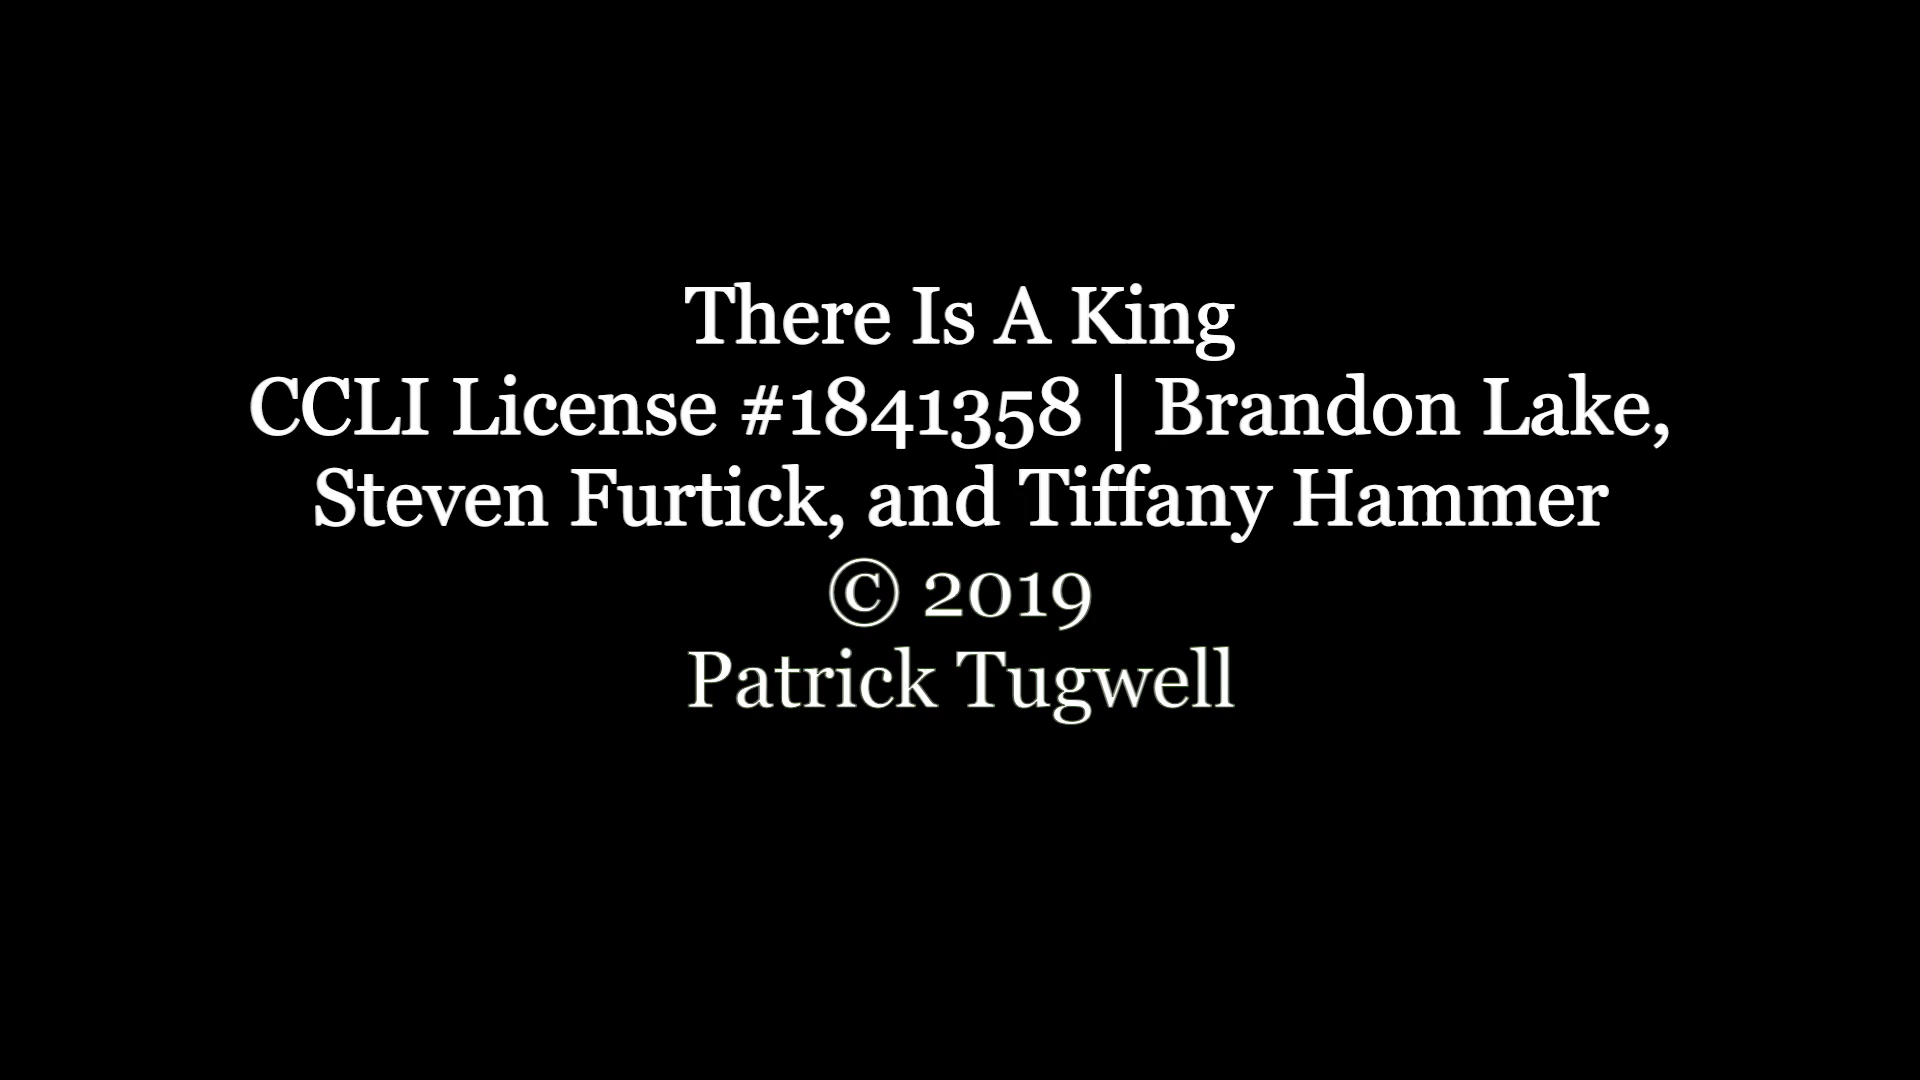 There Is A King
CCLI License #1841358 | Brandon Lake,
Steven Furtick, and Tiffany Hammer
© 2019
Patrick Tugwell